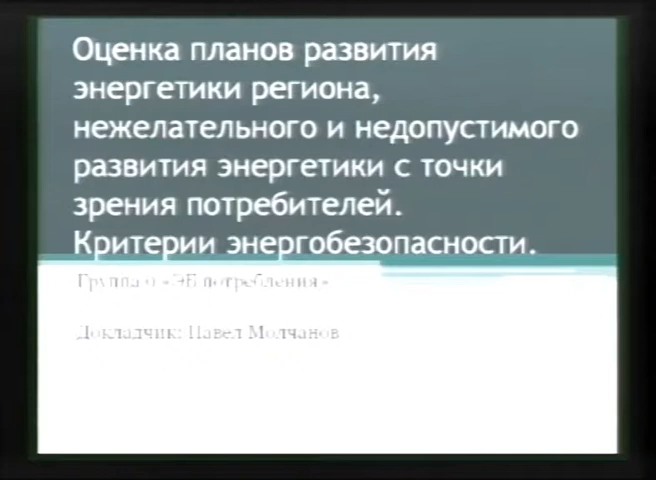 Оценка планов развития
энергетики региона,
нежелательного и недопустимого
развития энергетики с точки
зрения потребителей.
Критерии энергобезопасности.
Группа «ЭБ потребления»
Докладчик: Павел Молчанов